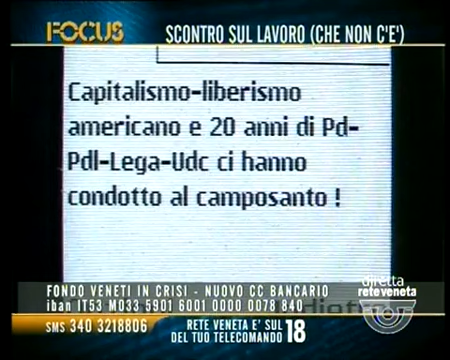 FOCUS
SCONTRO SUL LAVORO (CHE NON C'E')
Capitalismo-liberismo
americano e 20 anni di Pd-
Pdl-Lega-Udc ci hanno
condotto al camposanto !
diretta
reteveneta
FONDO VENETI IN CRISI - NUOVO CC BANCARIO
iban IT53 M033 5901 6001 0000 0078 840
SMS 340 3218806
RETE VENETA E' SUL
DEL TUO TELECOMANDO 18